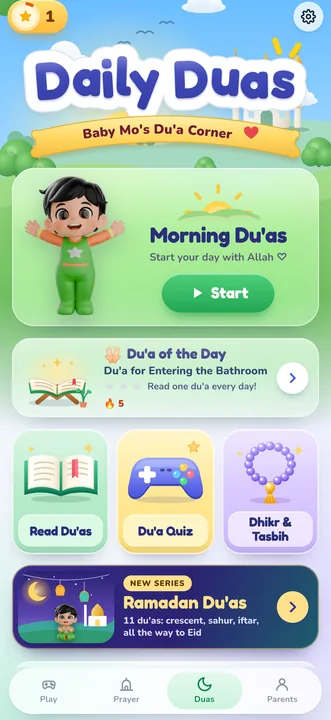 1
Daily Duas
Baby Mo's Du'a Corner
Morning Du'as
Start your day with Allah ♡
Start
Du'a of the Day
Du'a for Entering the Bathroom
Read one du'a every day!
🔥 5
Read Du'as
Du'a Quiz
Dhikr &
Tasbih
NEW SERIES
Ramadan Du'as
11 du'as: crescent, sahur, iftar,
all the way to Eid
Play
Prayer
Duas
Parents